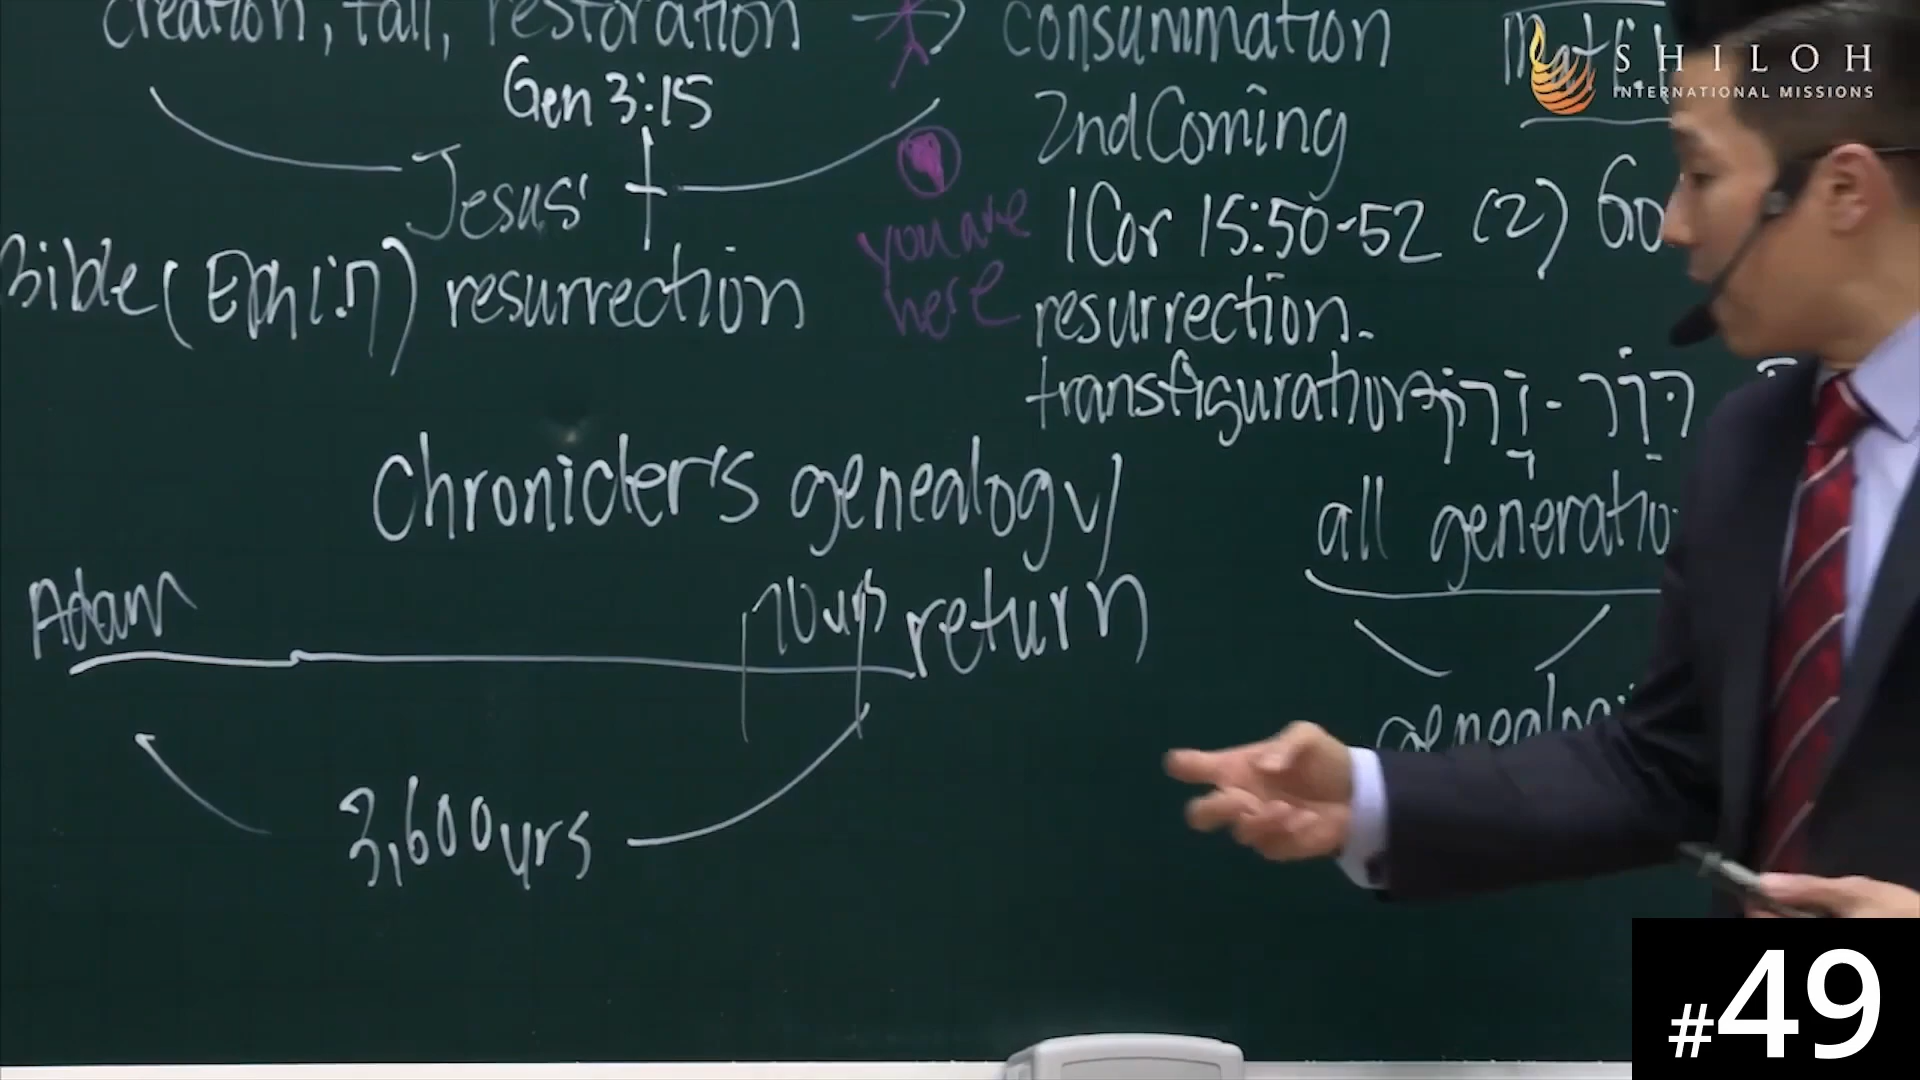 creation, fall, restoration
Gen 3:15
Jesus'
Bible (Eph 1:7) resurrection
you are
here
consummation
2nd Coming
1 Cor 15:50-52 (2)
resurrection.
transfiguration
SHILOH
INTERNATIONAL MISSIONS
all
Chronicler's genealogy/
Adam
70 yrs
return
3,600 yrs
#49